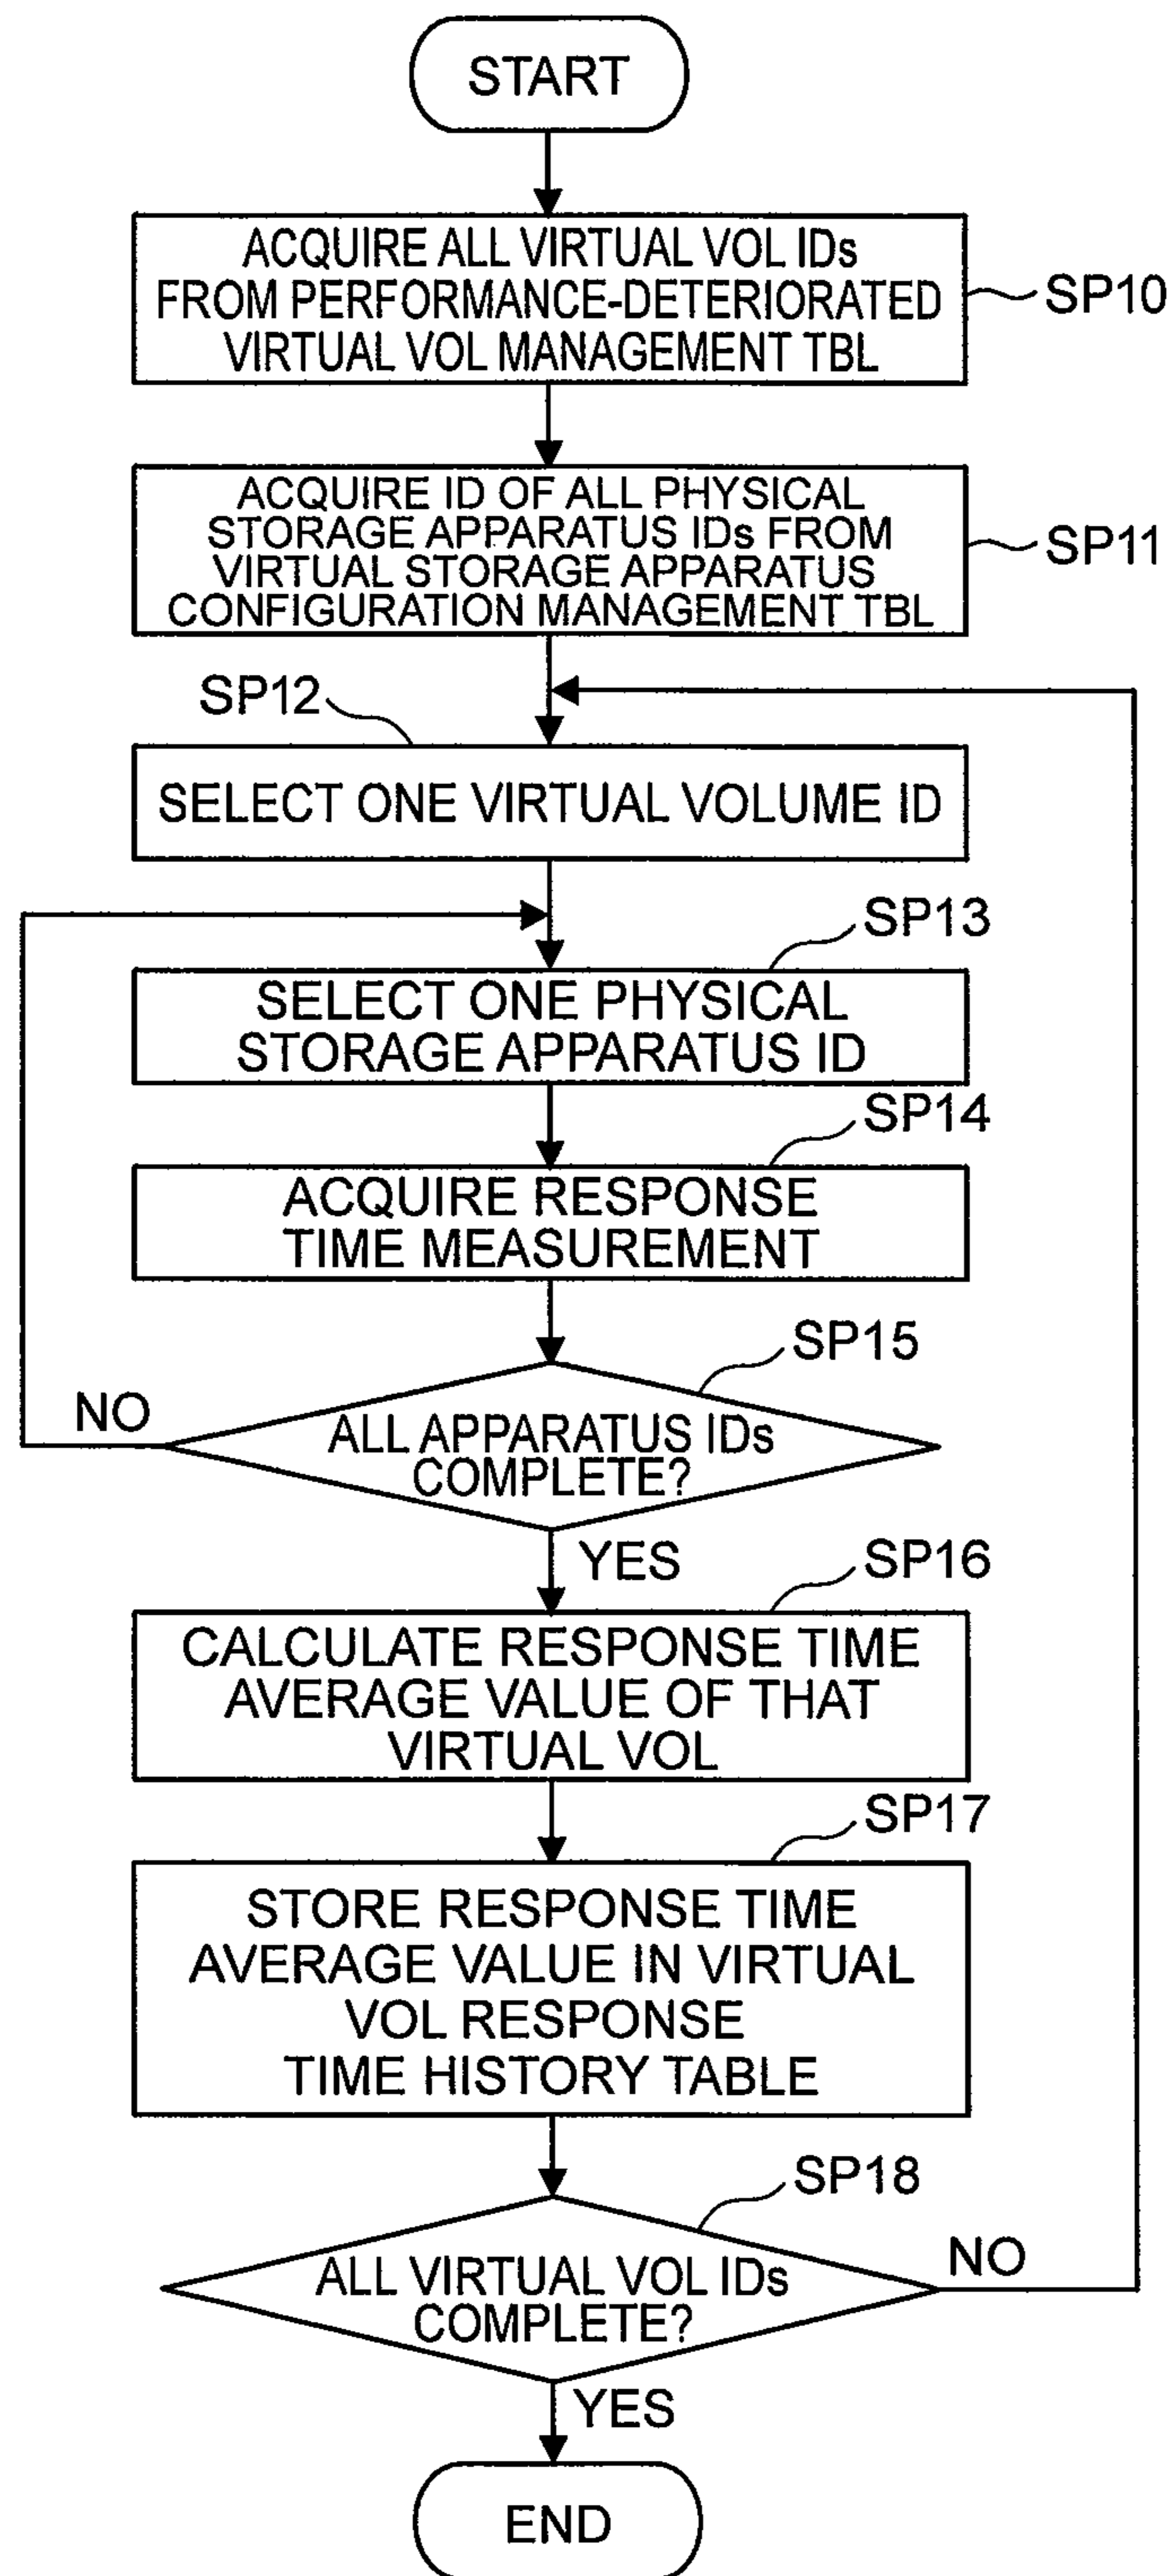 START
ACQUIRE ALL VIRTUAL VOL IDs
FROM PERFORMANCE-DETERIORATED
VIRTUAL VOL MANAGEMENT TBL
SP10
ACQUIRE ID OF ALL PHYSICAL
STORAGE APPARATUS IDs FROM
VIRTUAL STORAGE APPARATUS
CONFIGURATION MANAGEMENT TBL
SP11
SP12
SELECT ONE VIRTUAL VOLUME ID
SP13
SELECT ONE PHYSICAL
STORAGE APPARATUS ID
SP14
ACQUIRE RESPONSE
TIME MEASUREMENT
SP15
NO
ALL APPARATUS IDs
COMPLETE?
YES
SP16
CALCULATE RESPONSE TIME
AVERAGE VALUE OF THAT
VIRTUAL VOL
SP17
STORE RESPONSE TIME
AVERAGE VALUE IN VIRTUAL
VOL RESPONSE
TIME HISTORY TABLE
SP18
NO
ALL VIRTUAL VOL IDs
COMPLETE?
YES
END